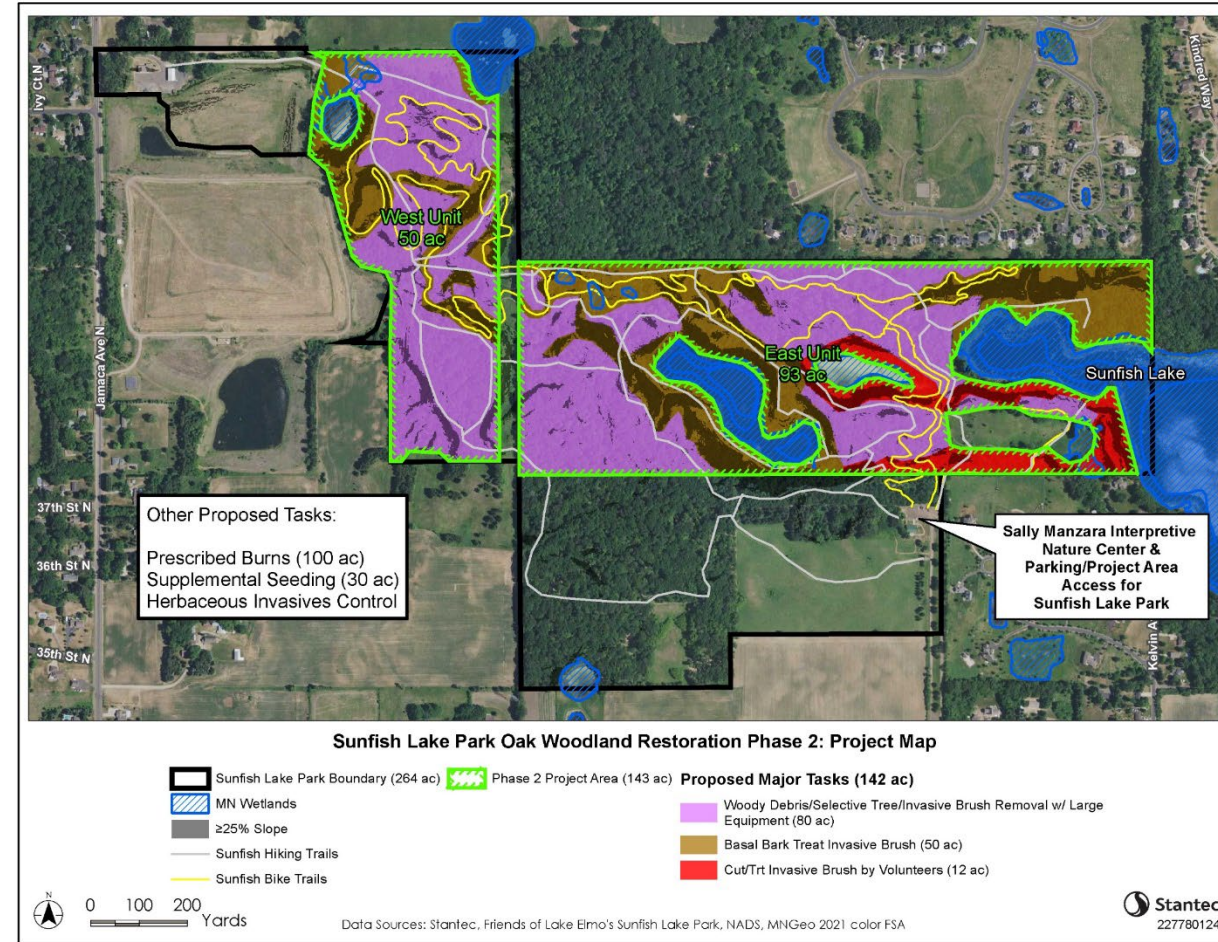 Ivy Ct N
Kindred Way
West Unit
50 ac
East Unit
93 ac
Sunfish Lake
Jamaca Ave N
37th St N
36th St N
35th St N
Other Proposed Tasks:
Prescribed Burns (100 ac)
Supplemental Seeding (30 ac)
Herbaceous Invasives Control
Sally Manzara Interpretive
Nature Center &
Parking/Project Area
Access for
Sunfish Lake Park
Kelvin A
Sunfish Lake Park Oak Woodland Restoration Phase 2: Project Map
Sunfish Lake Park Boundary (264 ac)
MN Wetlands
≥25% Slope
Sunfish Hiking Trails
Sunfish Bike Trails
Phase 2 Project Area (143 ac)
Proposed Major Tasks (142 ac)
Woody Debris/Selective Tree/Invasive Brush Removal w/ Large
Equipment (80 ac)
Basal Bark Treat Invasive Brush (50 ac)
Cut/Trt Invasive Brush by Volunteers (12 ac)
N
0 100 200
Yards
Data Sources: Stantec, Friends of Lake Elmo's Sunfish Lake Park, NADS, MNGeo 2021 color FSA
Stantec
227780124